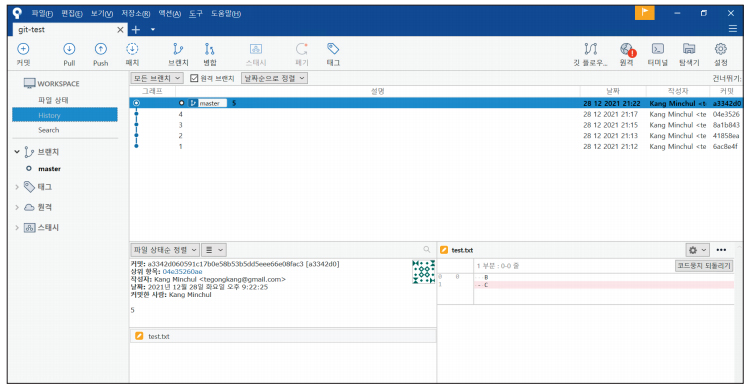 파일(F) 편집(E) 보기(V) 저장소(R) 액션(A) 도구 도움말(H)
git-test
커밋 Pull Push 패치 브랜치 병합 스태시 폐기 태그 깃 플로우... 원격 터미널 탐색기 설정
WORKSPACE
파일 상태
History
Search
브랜치
master
태그
원격
스태시
모든 브랜치 원격 브랜치 날짜순으로 정렬 건너뛰기:
그래프 설명 날짜 작성자 커밋
master 5 28 12 2021 21:22 Kang Minchul <t a3342d0
4 28 12 2021 21:17 Kang Minchul <te 04e3526
3 28 12 2021 21:15 Kang Minchul <te 8a1b843
2 28 12 2021 21:13 Kang Minchul <te 41858ea
1 28 12 2021 21:12 Kang Minchul <te 6ac8e4f
파일 상태순 정렬
커밋: a3342d060591c17b0e58b53b5dd5eee66e08fac3 [a3342d0]
상위 항목: 04e35260ae
작성자: Kang Minchul <tegongkang@gmail.com>
날짜: 2021년 12월 28일 화요일 오후 9:22:25
커밋한 사람: Kang Minchul
5
test.txt
test.txt
1 부분 : 0-0 줄 코드뭉치 되돌리기
0 0 B
1 - C